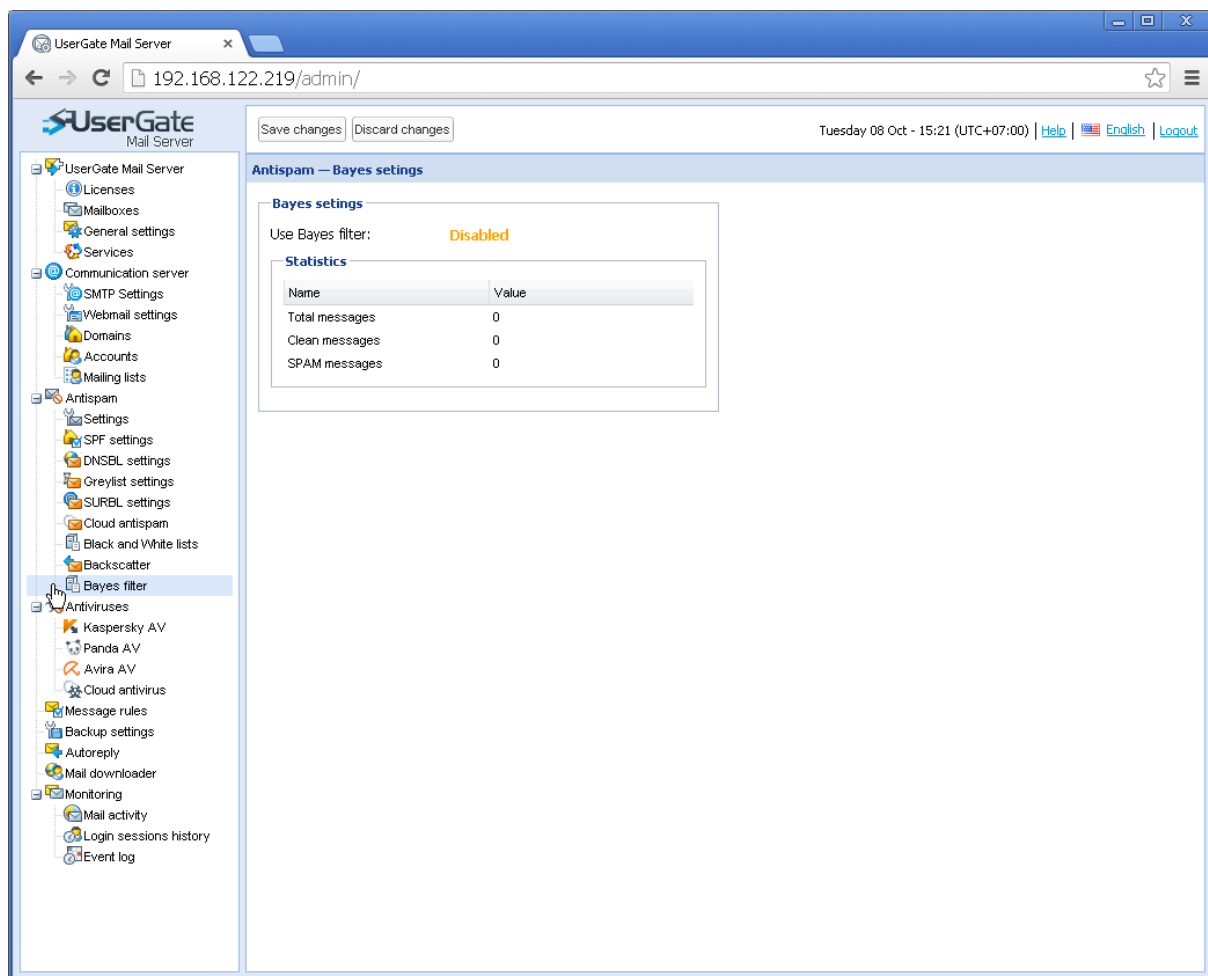 UserGate Mail Server
192.168.122.219/admin/
UserGate
Mail Server
Save changes Discard changes
Tuesday 08 Oct - 15:21 (UTC+07:00) | Help | English | Logout
UserGate Mail Server
Licenses
Mailboxes
General settings
Services
Communication server
SMTP Settings
Webmail settings
Domains
Accounts
Mailing lists
Antispam
Settings
SPF settings
DNSBL settings
Greylist settings
SURBL settings
Cloud antispam
Black and White lists
Backscatter
Bayes filter
Antiviruses
Kaspersky AV
Panda AV
Avira AV
Cloud antivirus
Message rules
Backup settings
Autoreply
Mail downloader
Monitoring
Mail activity
Login sessions history
Event log
Antispam — Bayes setings
Bayes setings
Use Bayes filter: Disabled
Statistics
Name Value
Total messages 0
Clean messages 0
SPAM messages 0